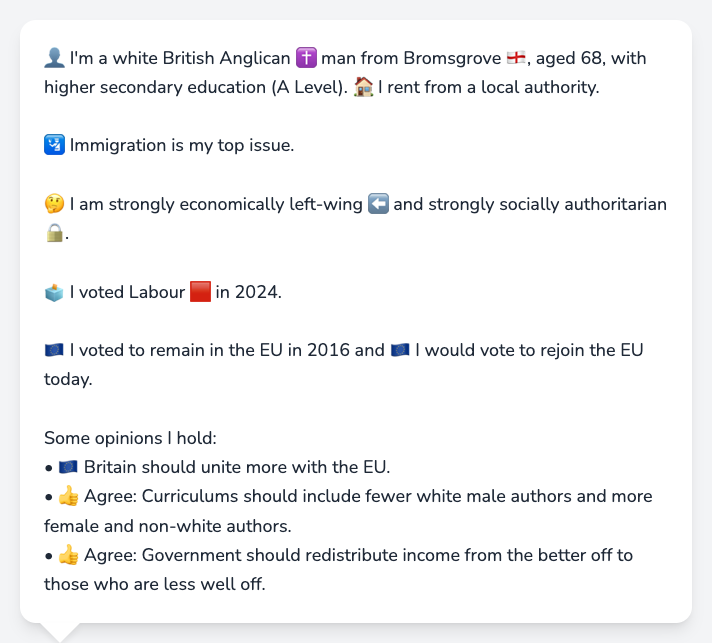 👤 I'm a white British Anglican ✝️ man from Bromsgrove 🏴󠁧󠁢󠁥󠁮󠁧󠁿, aged 68, with
higher secondary education (A Level). 🏠 I rent from a local authority.
🛂 Immigration is my top issue.
🤔 I am strongly economically left-wing ⬅️ and strongly socially authoritarian
🔒.
🗳️ I voted Labour 🟥 in 2024.
🇪🇺 I voted to remain in the EU in 2016 and 🇪🇺 I would vote to rejoin the EU
today.
Some opinions I hold:
• 🇪🇺 Britain should unite more with the EU.
• 👍 Agree: Curriculums should include fewer white male authors and more
female and non-white authors.
• 👍 Agree: Government should redistribute income from the better off to
those who are less well off.